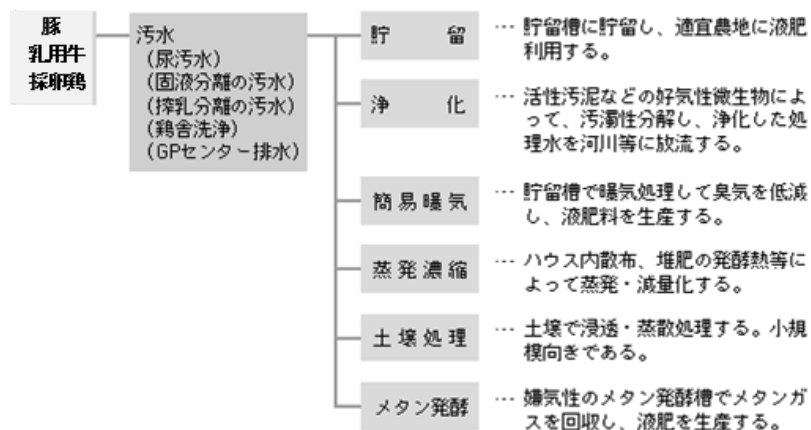 豚
乳用牛
採卵鶏
汚水
(尿汚水)
(固液分離の汚水)
(搾乳分離の汚水)
(鶏舎洗浄)
(GPセンター排水)
貯留
… 貯留槽に貯留し、適宜農地に液肥
利用する。
浄化
… 活性汚泥などの好気性微生物によ
って、汚濁性分解し、浄化した処
理水を河川等に放流する。
簡易曝気
… 貯留槽で曝気処理して臭気を低減
し、液肥料を生産する。
蒸発濃縮
… ハウス内散布、堆肥の発酵熱等に
よって蒸発・減量化する。
土壌処理
… 土壌で浸透・蒸散処理する。小規
模向きである。
メタン発酵
… 嫌気性のメタン発酵槽でメタンガ
スを回収し、液肥を生産する。